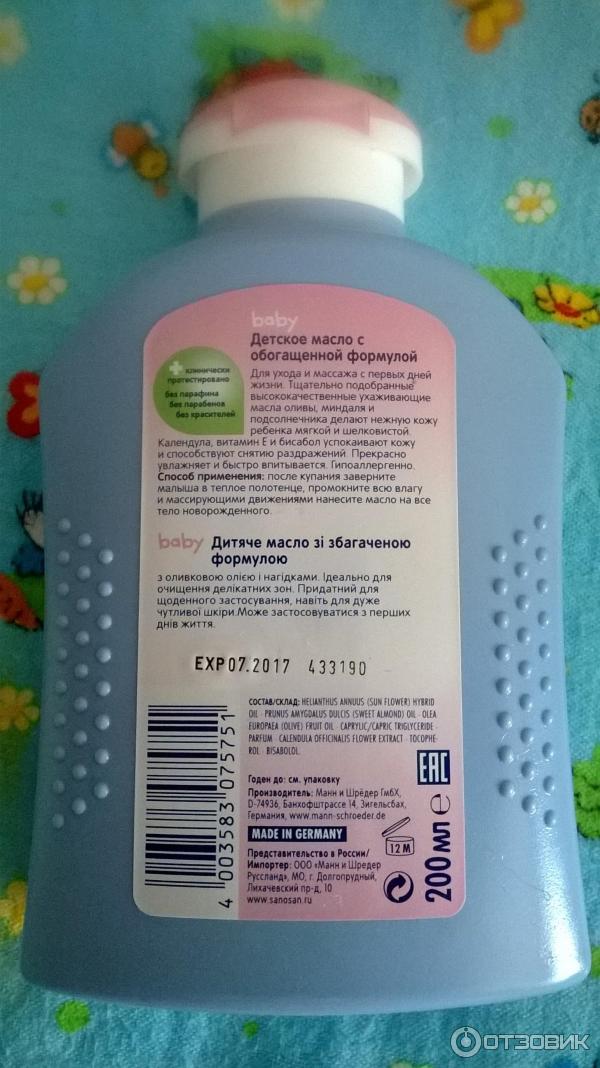 baby
Детское масло с
обогащенной формулой
клинически
протестировано
без парафина
без парабенов
без красителей
Для ухода и массажа с первых дней
жизни. Тщательно подобранные
высококачественные ухаживающие
масла оливы, миндаля и
подсолнечника делают нежную кожу
ребенка мягкой и шелковистой.
Календула, витамин Е и бисабол успокаивают кожу
и способствуют снятию раздражений. Прекрасно
увлажняет и быстро впитывается. Гипоаллергенно.
Способ применения: после купания заверните
малыша в теплое полотенце, промокните всю влагу
и массирующими движениями нанесите масло на все
тело новорожденного.
baby Дитяче масло зі збагаченою
формулою
з оливковою олією і нагідками. Ідеально для
очищення делікатних зон. Придатний для
щоденного застосування, навіть для дуже
чутливої шкіри.Може застосовуватися з перших
днів життя.
EXP07.2017 433190
СОСТАВ/СКЛАД: HELIANTHUS ANNUUS (SUN FLOWER) HYBRID
OIL · PRUNUS AMYGDALUS DULCIS (SWEET ALMOND) OIL · OLEA
EUROPAEA (OLIVE) FRUIT OIL · CAPRYLIC/CAPRIC TRIGLYCERIDE ·
PARFUM · CALENDULA OFFICINALIS FLOWER EXTRACT · TOCOPHE-
ROL · BISABOLOL.
Годен до: см. упаковку
Производитель: Манн и Шрёдер ГмбХ,
D-74936, Банхофштрассе 14, Зигельсбах,
Германия, www.mann-schroeder.de
MADE IN GERMANY
Представительство в России/
Импортер: ООО «Манн и Шредер
Руссланд», МО, г. Долгопрудный,
Лихачевский пр-д, 10
www.sanosan.ru
4 003583 075751
EAC
12 M
200 мл e
ОТЗОВИК